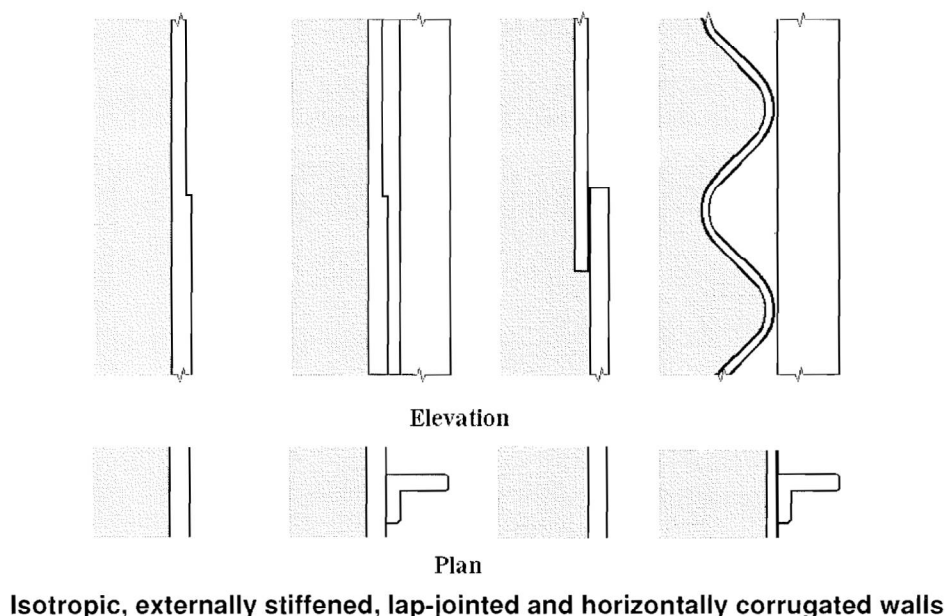 Elevation
Plan
Isotropic, externally stiffened, lap-jointed and horizontally corrugated walls